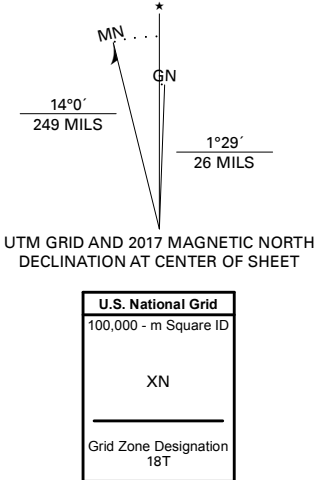 ★
MN
GN
14°0´
249 MILS
1°29´
26 MILS
UTM GRID AND 2017 MAGNETIC NORTH
DECLINATION AT CENTER OF SHEET
U.S. National Grid
100,000 - m Square ID
XN
Grid Zone Designation
18T